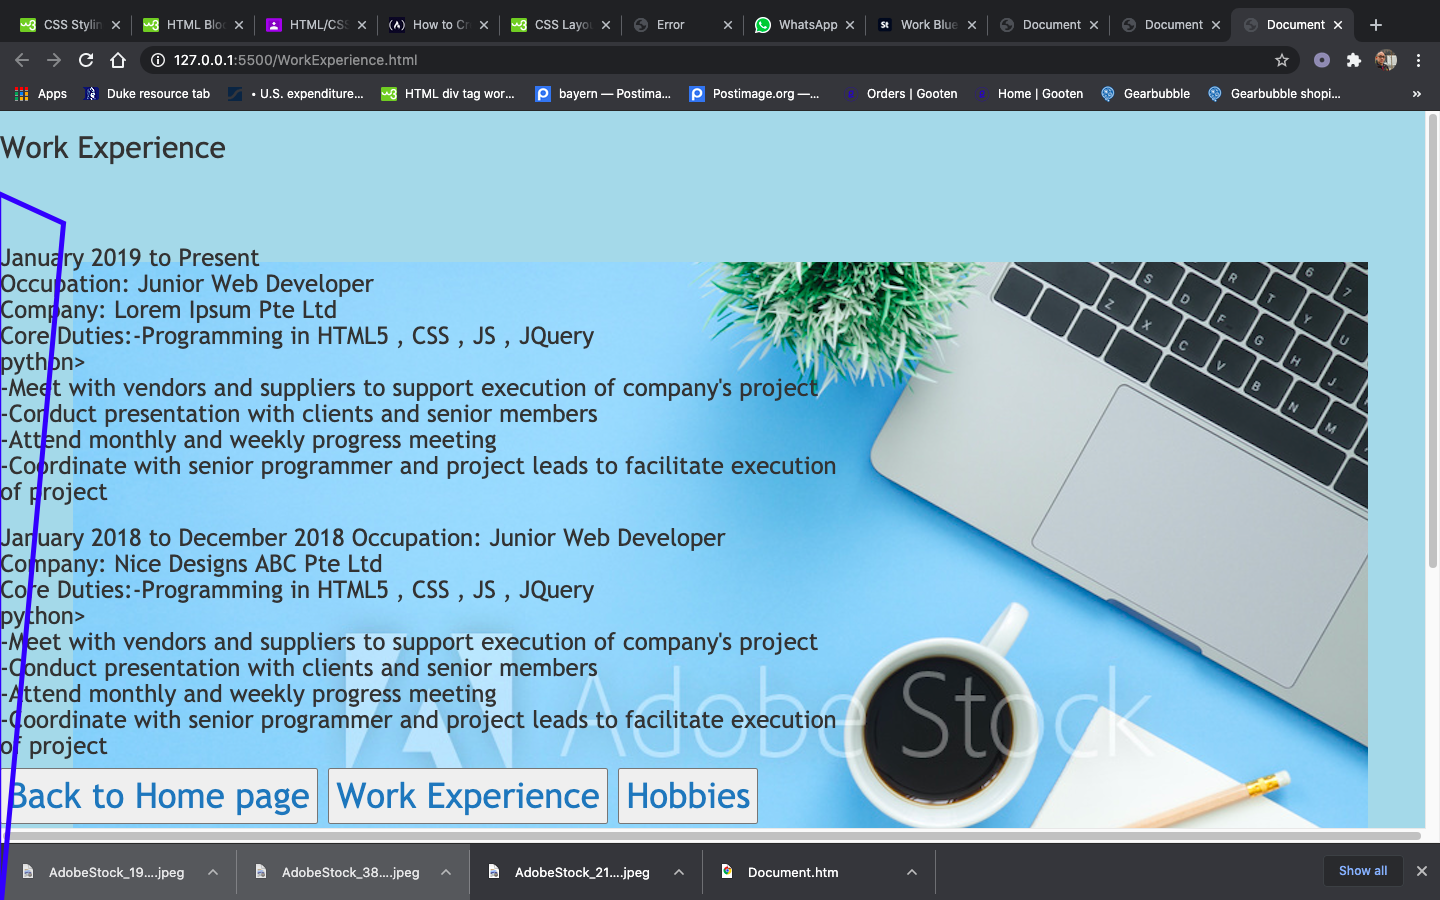 CSS Stylin
HTML Bloc
HTML/CSS
How to Cr
CSS Layou
Error
WhatsApp
Work Blue
Document
Document
Document
127.0.0.1:5500/WorkExperience.html
Apps
Duke resource tab
• U.S. expenditure...
HTML div tag wor...
bayern — Postima...
Postimage.org —...
Orders | Gooten
Home | Gooten
Gearbubble
Gearbubble shopi...
»
Work Experience
January 2019 to Present
Occupation: Junior Web Developer
Company: Lorem Ipsum Pte Ltd
Core Duties:-Programming in HTML5 , CSS , JS , JQuery
python>
-Meet with vendors and suppliers to support execution of company's project
-Conduct presentation with clients and senior members
-Attend monthly and weekly progress meeting
-Coordinate with senior programmer and project leads to facilitate execution
of project
January 2018 to December 2018 Occupation: Junior Web Developer
Company: Nice Designs ABC Pte Ltd
Core Duties:-Programming in HTML5 , CSS , JS , JQuery
python>
-Meet with vendors and suppliers to support execution of company's project
-Conduct presentation with clients and senior members
-Attend monthly and weekly progress meeting
-Coordinate with senior programmer and project leads to facilitate execution
of project
Adobe Stock
Back to Home page
Work Experience
Hobbies
AdobeStock_19....jpeg
AdobeStock_38....jpeg
AdobeStock_21....jpeg
Document.htm
Show all